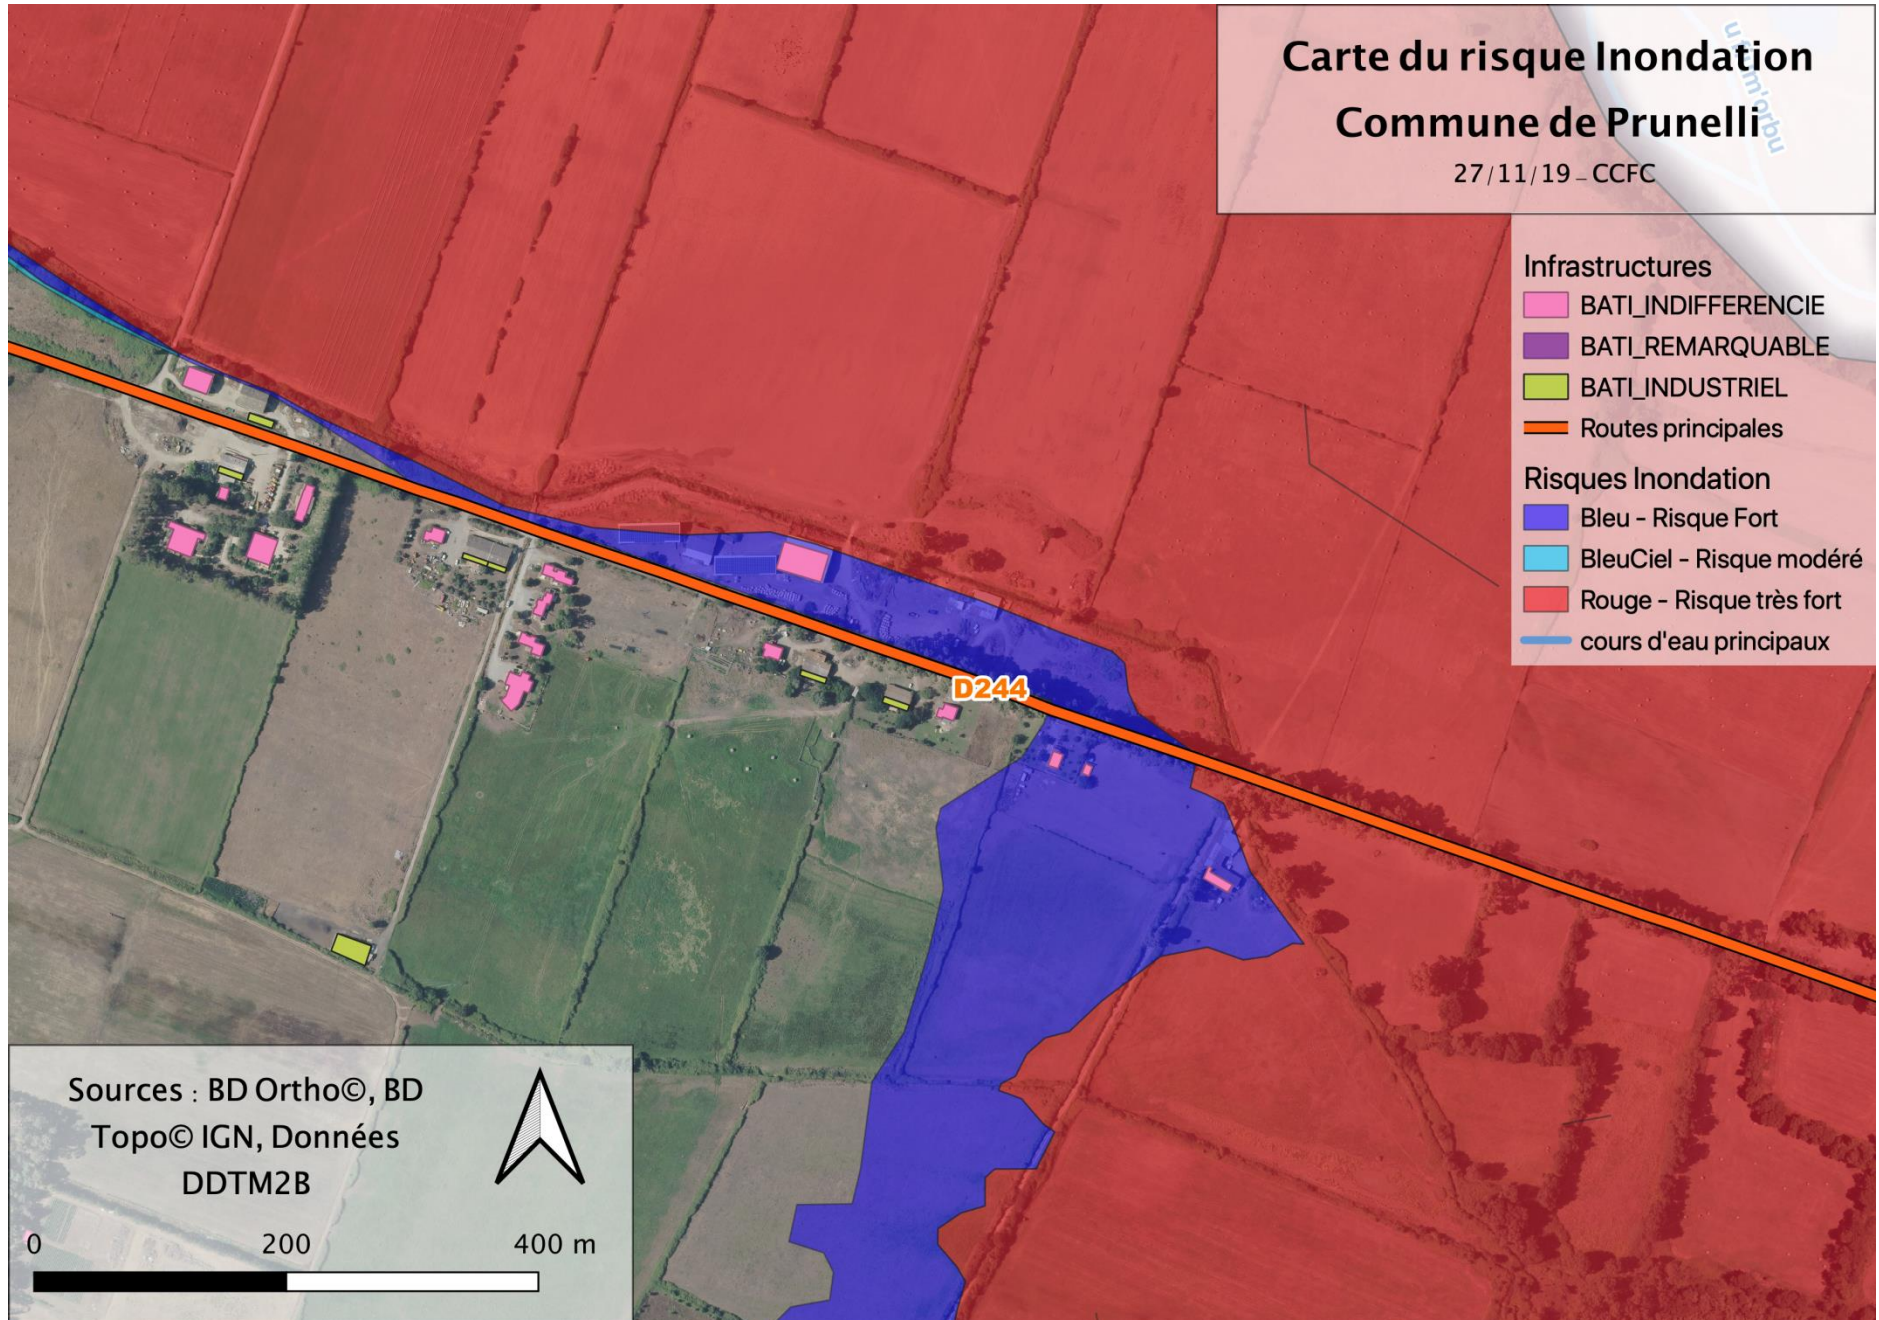 Carte du risque Inondation
Commune de Prunelli
27/11/19 – CCFC
Infrastructures
BATI_INDIFFERENCIE
BATI_REMARQUABLE
BATI_INDUSTRIEL
Routes principales
Risques Inondation
Bleu - Risque Fort
BleuCiel - Risque modéré
Rouge - Risque très fort
cours d'eau principaux
D244
Sources : BD Ortho©, BD
Topo© IGN, Données
DDTM2B
0 200 400 m